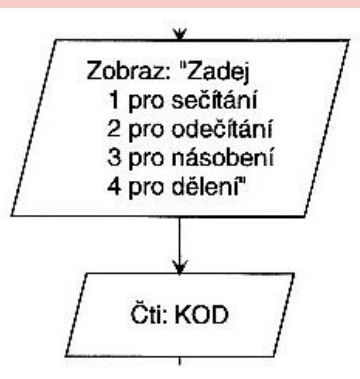 Zobraz: "Zadej
1 pro sečítání
2 pro odečítání
3 pro násobení
4 pro dělení"
Čti: KOD